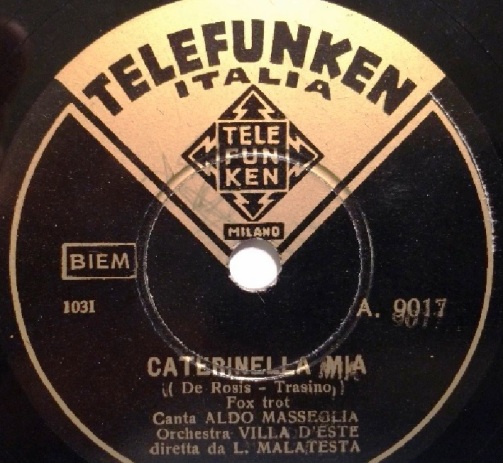 TELEFUNKEN
ITALIA
TELE
FUN
KEN
MILANO
BIEM
1031
A. 9017
CATERINELLA MIA
( De Rosis - Trasino )
Fox trot
Canta ALDO MASSEGLIA
Orchestra VILLA D'ESTE
diretta da L. MALATESTA